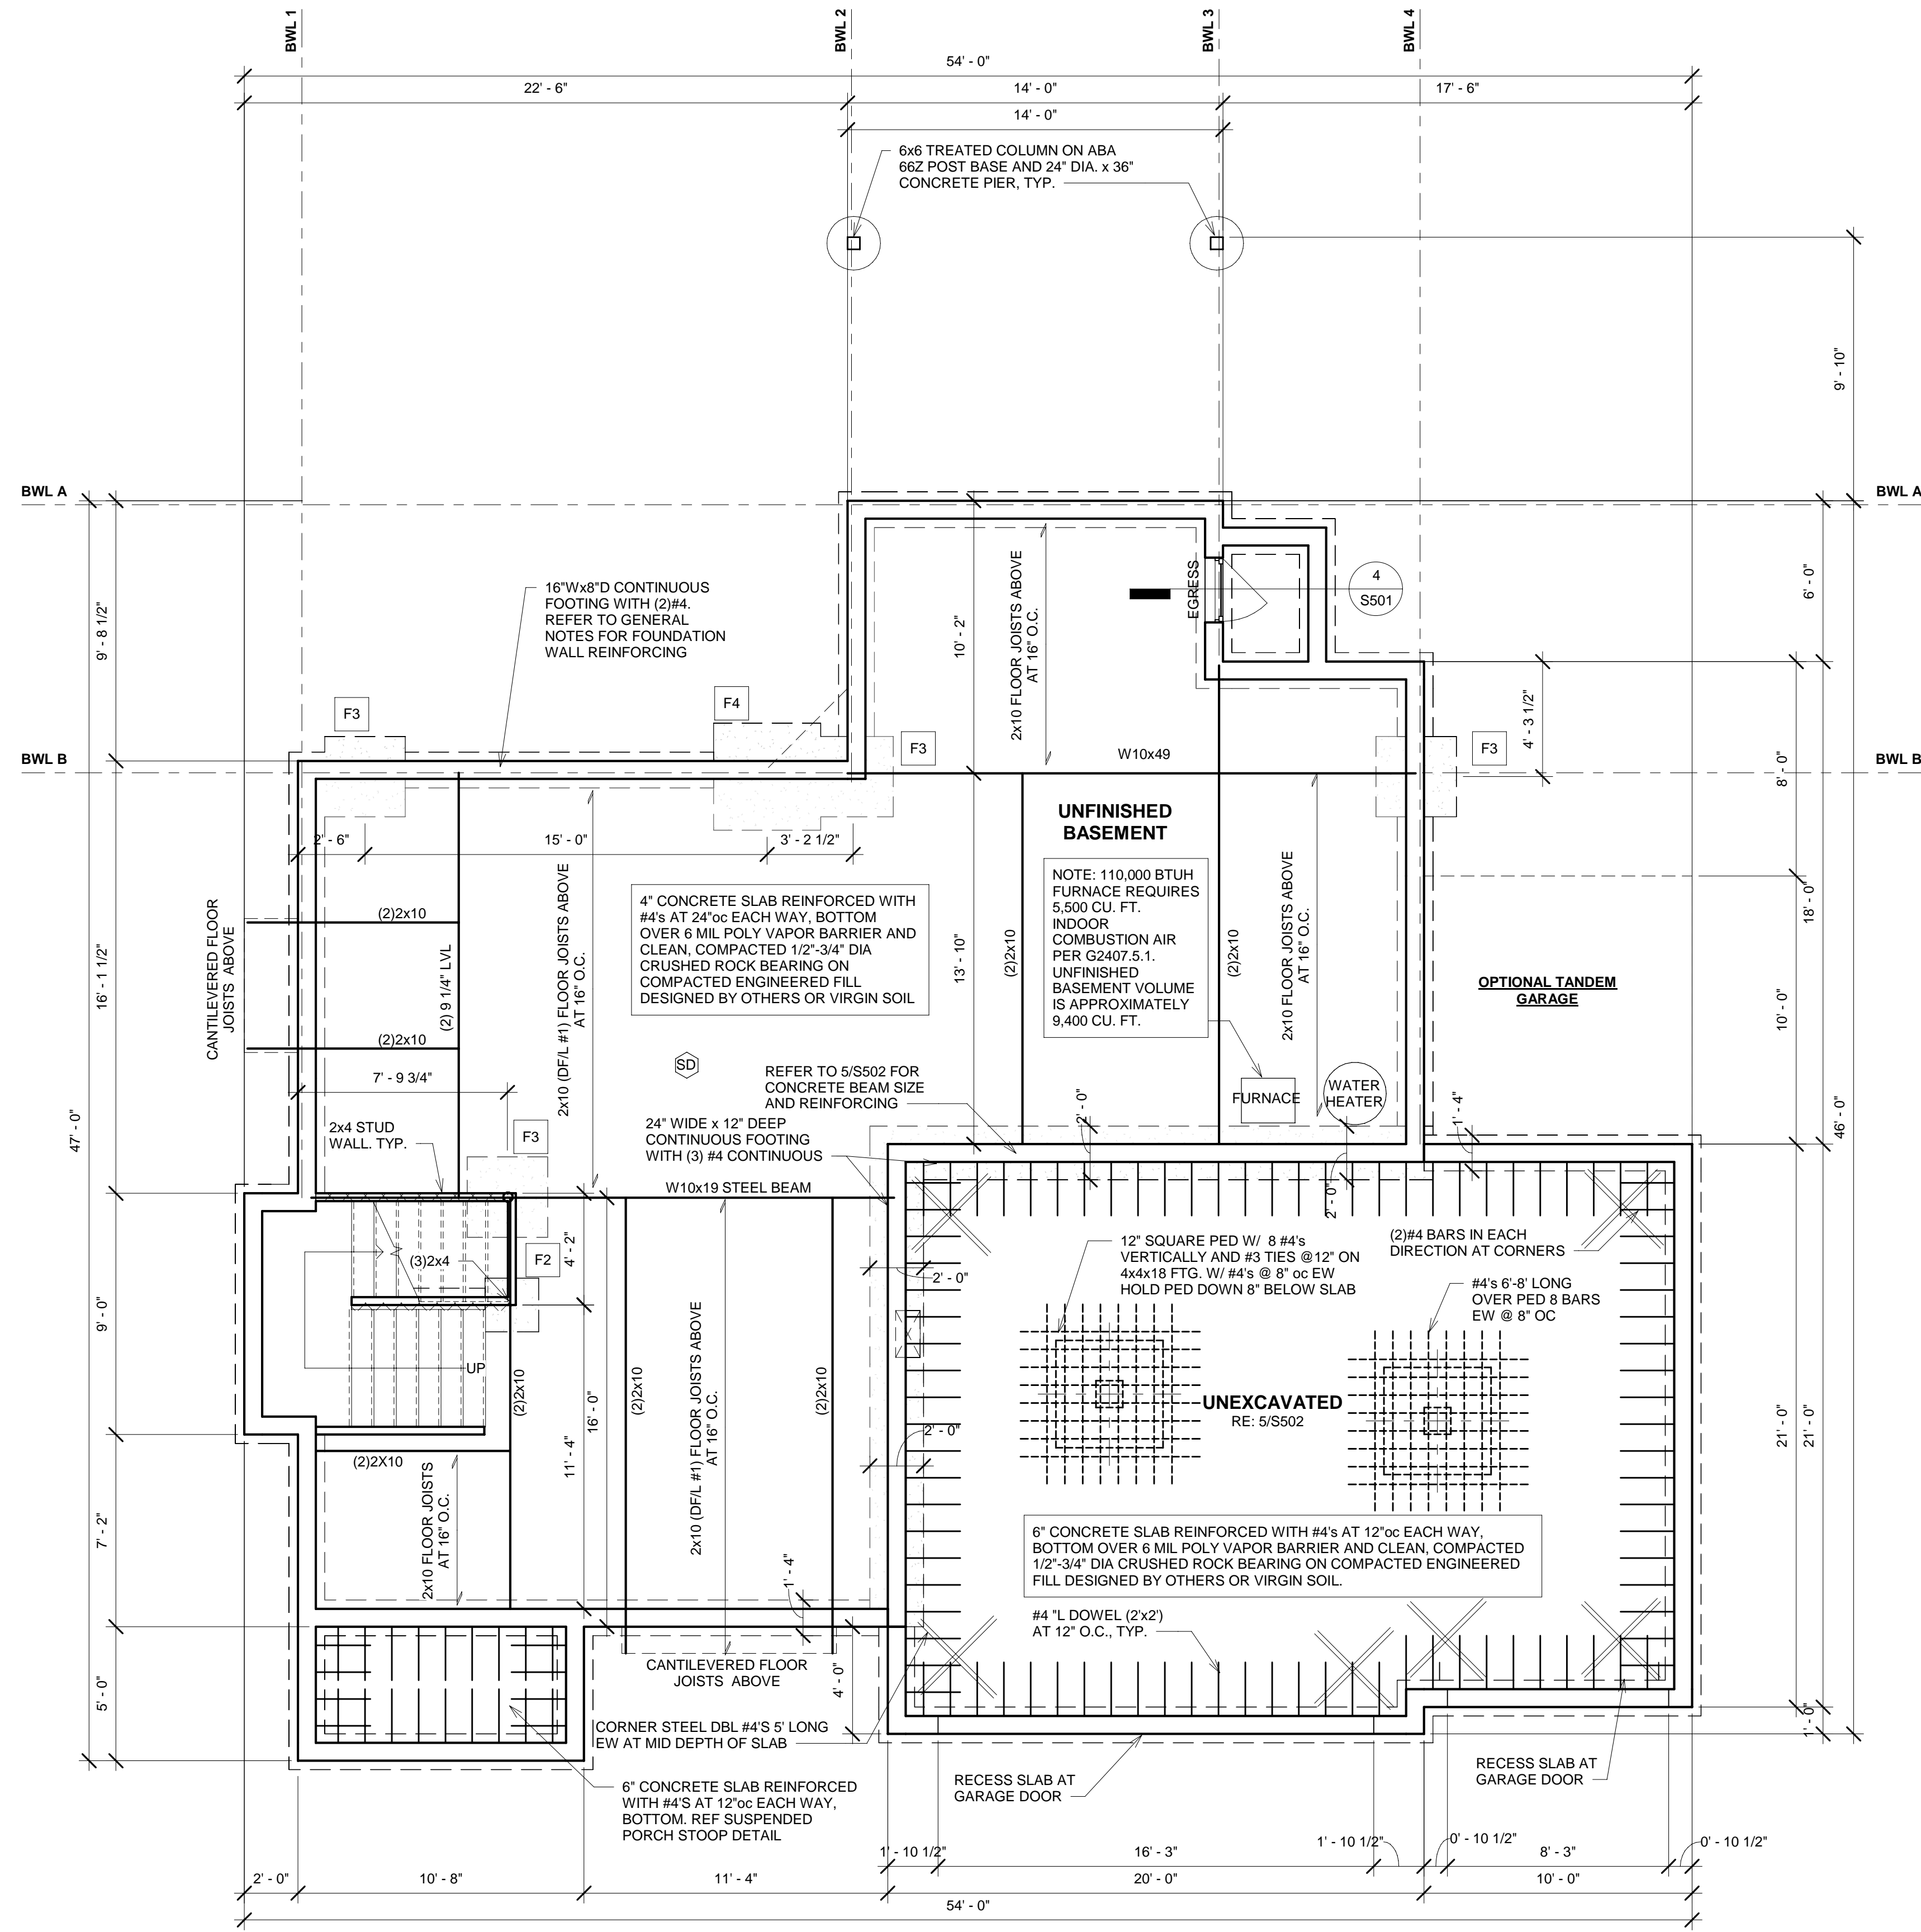 BWL 1
BWL 2
BWL 3
BWL 4
54' - 0"
22' - 6"
14' - 0"
17' - 6"
14' - 0"
6x6 TREATED COLUMN ON ABA
66Z POST BASE AND 24" DIA. x 36"
CONCRETE PIER, TYP.
9' - 10"
BWL A
BWL A
9' - 8 1/2"
16"Wx8"D CONTINUOUS
FOOTING WITH (2)#4.
REFER TO GENERAL
NOTES FOR FOUNDATION
WALL REINFORCING
10' - 2"
2x10 FLOOR JOISTS ABOVE
AT 16" O.C.
EGRESS
4
S501
6' - 0"
F3
F4
F3
W10x49
F3
4' - 3 1/2"
8' - 0"
BWL B
BWL B
UNFINISHED
BASEMENT
2' - 6"
15' - 0"
3' - 2 1/2"
CANTILEVERED FLOOR
JOISTS ABOVE
16' - 1 1/2"
(2)2x10
(2) 9 1/4" LVL
2x10 (DF/L #1) FLOOR JOISTS ABOVE
AT 16" O.C.
4" CONCRETE SLAB REINFORCED WITH
#4's AT 24"oc EACH WAY, BOTTOM
OVER 6 MIL POLY VAPOR BARRIER AND
CLEAN, COMPACTED 1/2"-3/4" DIA
CRUSHED ROCK BEARING ON
COMPACTED ENGINEERED FILL
DESIGNED BY OTHERS OR VIRGIN SOIL
13' - 10"
(2)2x10
NOTE: 110,000 BTUH
FURNACE REQUIRES
5,500 CU. FT.
INDOOR
COMBUSTION AIR
PER G2407.5.1.
UNFINISHED
BASEMENT VOLUME
IS APPROXIMATELY
9,400 CU. FT.
(2)2x10
2x10 FLOOR JOISTS ABOVE
AT 16" O.C.
18' - 0"
OPTIONAL TANDEM
GARAGE
10' - 0"
(2)2x10
7' - 9 3/4"
SD
REFER TO 5/S502 FOR
CONCRETE BEAM SIZE
AND REINFORCING
FURNACE
WATER
HEATER
2' - 0"
1' - 4"
46' - 0"
47' - 0"
2x4 STUD
WALL. TYP.
F3
24" WIDE x 12" DEEP
CONTINUOUS FOOTING
WITH (3) #4 CONTINUOUS
W10x19 STEEL BEAM
2' - 0"
4' - 2"
F2
(3)2x4
2' - 0"
12" SQUARE PED W/ 8 #4's
VERTICALLY AND #3 TIES @12" ON
4x4x18 FTG. W/ #4's @ 8" oc EW
HOLD PED DOWN 8" BELOW SLAB
(2)#4 BARS IN EACH
DIRECTION AT CORNERS
#4's 6'-8' LONG
OVER PED 8 BARS
EW @ 8" OC
9' - 0"
UP
(2)2x10
16' - 0"
(2)2x10
2x10 (DF/L #1) FLOOR JOISTS ABOVE
AT 16" O.C.
(2)2x10
2' - 0"
UNEXCAVATED
RE: 5/S502
21' - 0"
21' - 0"
11' - 4"
(2)2X10
2x10 FLOOR JOISTS
AT 16" O.C.
7' - 2"
6" CONCRETE SLAB REINFORCED WITH #4's AT 12"oc EACH WAY,
BOTTOM OVER 6 MIL POLY VAPOR BARRIER AND CLEAN, COMPACTED
1/2"-3/4" DIA CRUSHED ROCK BEARING ON COMPACTED ENGINEERED
FILL DESIGNED BY OTHERS OR VIRGIN SOIL.
1' - 4"
#4 "L DOWEL (2'x2')
AT 12" O.C., TYP.
CANTILEVERED FLOOR
JOISTS ABOVE
4' - 0"
5' - 0"
1' - 0"
CORNER STEEL DBL #4'S 5' LONG
EW AT MID DEPTH OF SLAB
RECESS SLAB AT
GARAGE DOOR
RECESS SLAB AT
GARAGE DOOR
6" CONCRETE SLAB REINFORCED
WITH #4'S AT 12"oc EACH WAY,
BOTTOM. REF SUSPENDED
PORCH STOOP DETAIL
1' - 10 1/2"
16' - 3"
1' - 10 1/2"
0' - 10 1/2"
8' - 3"
0' - 10 1/2"
2' - 0"
10' - 8"
11' - 4"
20' - 0"
10' - 0"
54' - 0"